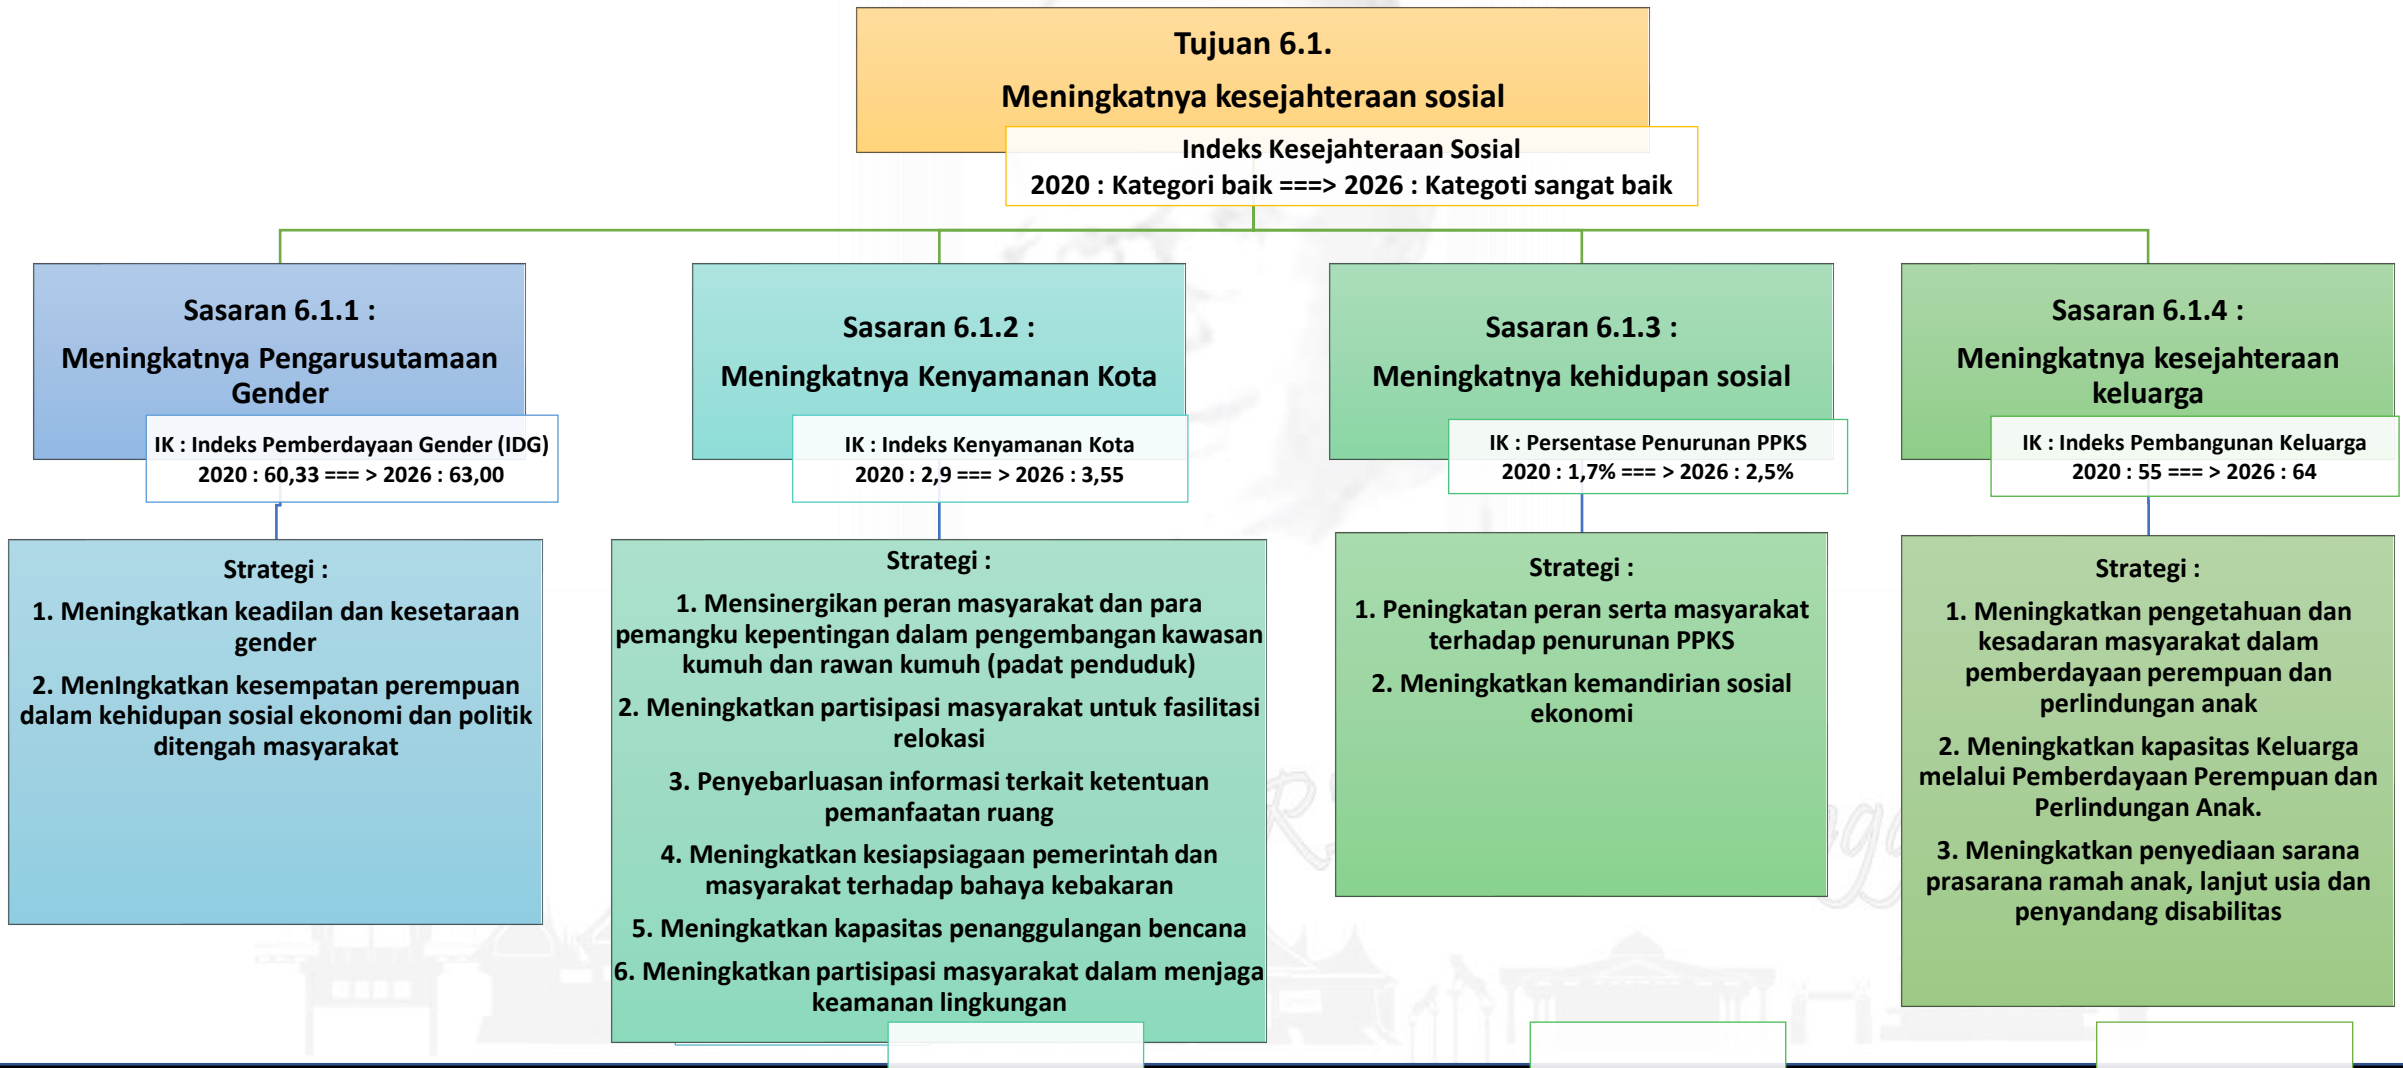 Tujuan 6.1.
Meningkatnya kesejahteraan sosial
Indeks Kesejahteraan Sosial
2020 : Kategori baik ===> 2026 : Kategoti sangat baik
Sasaran 6.1.1 :
Meningkatnya Pengarusutamaan
Gender
IK : Indeks Pemberdayaan Gender (IDG)
2020 : 60,33 === > 2026 : 63,00
Strategi :
1. Meningkatkan keadilan dan kesetaraan
gender
2. MenIngkatkan kesempatan perempuan
dalam kehidupan sosial ekonomi dan politik
ditengah masyarakat
Sasaran 6.1.2 :
Meningkatnya Kenyamanan Kota
IK : Indeks Kenyamanan Kota
2020 : 2,9 === > 2026 : 3,55
Strategi :
1. Mensinergikan peran masyarakat dan para
pemangku kepentingan dalam pengembangan kawasan
kumuh dan rawan kumuh (padat penduduk)
2. Meningkatkan partisipasi masyarakat untuk fasilitasi
relokasi
3. Penyebarluasan informasi terkait ketentuan
pemanfaatan ruang
4. Meningkatkan kesiapsiagaan pemerintah dan
masyarakat terhadap bahaya kebakaran
5. Meningkatkan kapasitas penanggulangan bencana
6. Meningkatkan partisipasi masyarakat dalam menjaga
keamanan lingkungan
Sasaran 6.1.3 :
Meningkatnya kehidupan sosial
IK : Persentase Penurunan PPKS
2020 : 1,7% === > 2026 : 2,5%
Strategi :
1. Peningkatan peran serta masyarakat
terhadap penurunan PPKS
2. Meningkatkan kemandirian sosial
ekonomi
Sasaran 6.1.4 :
Meningkatnya kesejahteraan
keluarga
IK : Indeks Pembangunan Keluarga
2020 : 55 === > 2026 : 64
Strategi :
1. Meningkatkan pengetahuan dan
kesadaran masyarakat dalam
pemberdayaan perempuan dan
perlindungan anak
2. Meningkatkan kapasitas Keluarga
melalui Pemberdayaan Perempuan dan
Perlindungan Anak.
3. Meningkatkan penyediaan sarana
prasarana ramah anak, lanjut usia dan
penyandang disabilitas